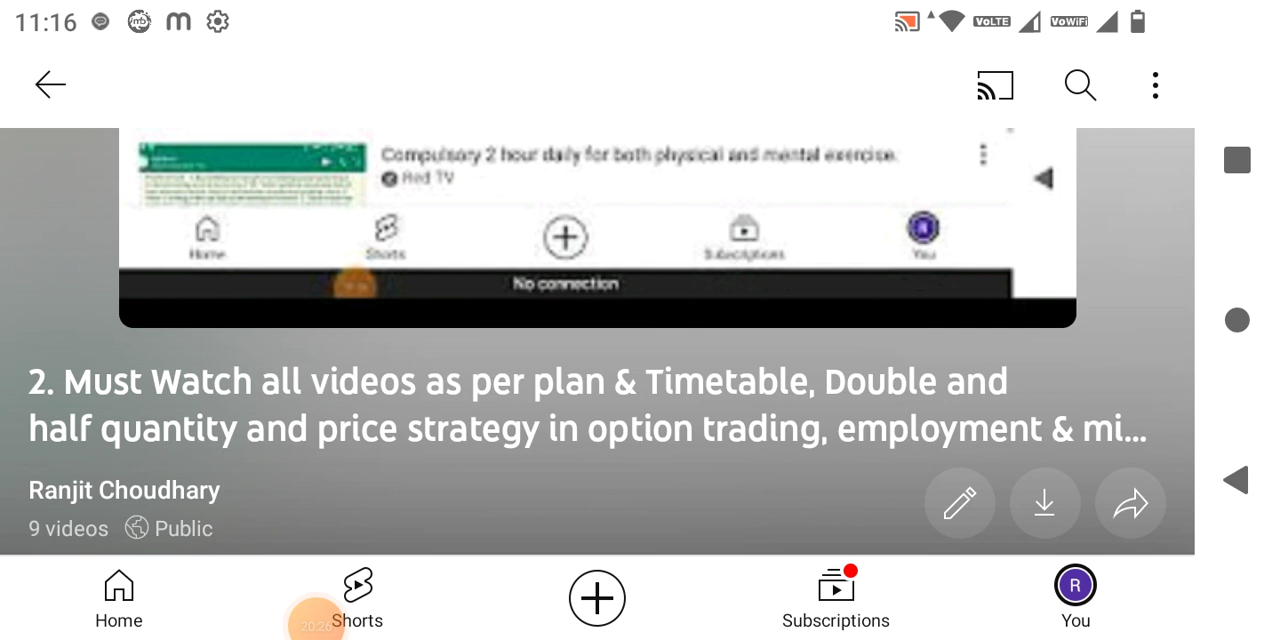 11:16
VoLTE VoWiFi
Compulsory 2 hour daily for both physical and mental exercise.
Red TV
Home Shorts Subscriptions You
No connection
2. Must Watch all videos as per plan & Timetable, Double and
half quantity and price strategy in option trading, employment & mi...
Ranjit Choudhary
9 videos Public
R
Home Shorts Subscriptions You
20:26